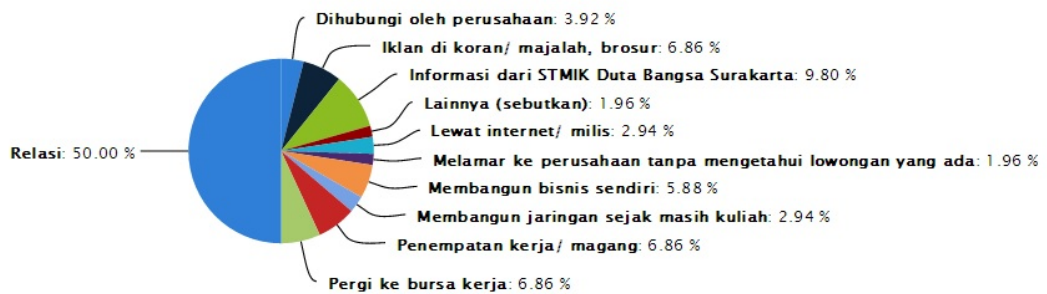 Dihubungi oleh perusahaan: 3.92 %
Iklan di koran/ majalah, brosur: 6.86 %
Informasi dari STMIK Duta Bangsa Surakarta: 9.80 %
Lainnya (sebutkan): 1.96 %
Lewat internet/ milis: 2.94 %
Relasi: 50.00 %
Melamar ke perusahaan tanpa mengetahui lowongan yang ada: 1.96 %
Membangun bisnis sendiri: 5.88 %
Membangun jaringan sejak masih kuliah: 2.94 %
Penempatan kerja/ magang: 6.86 %
Pergi ke bursa kerja: 6.86 %